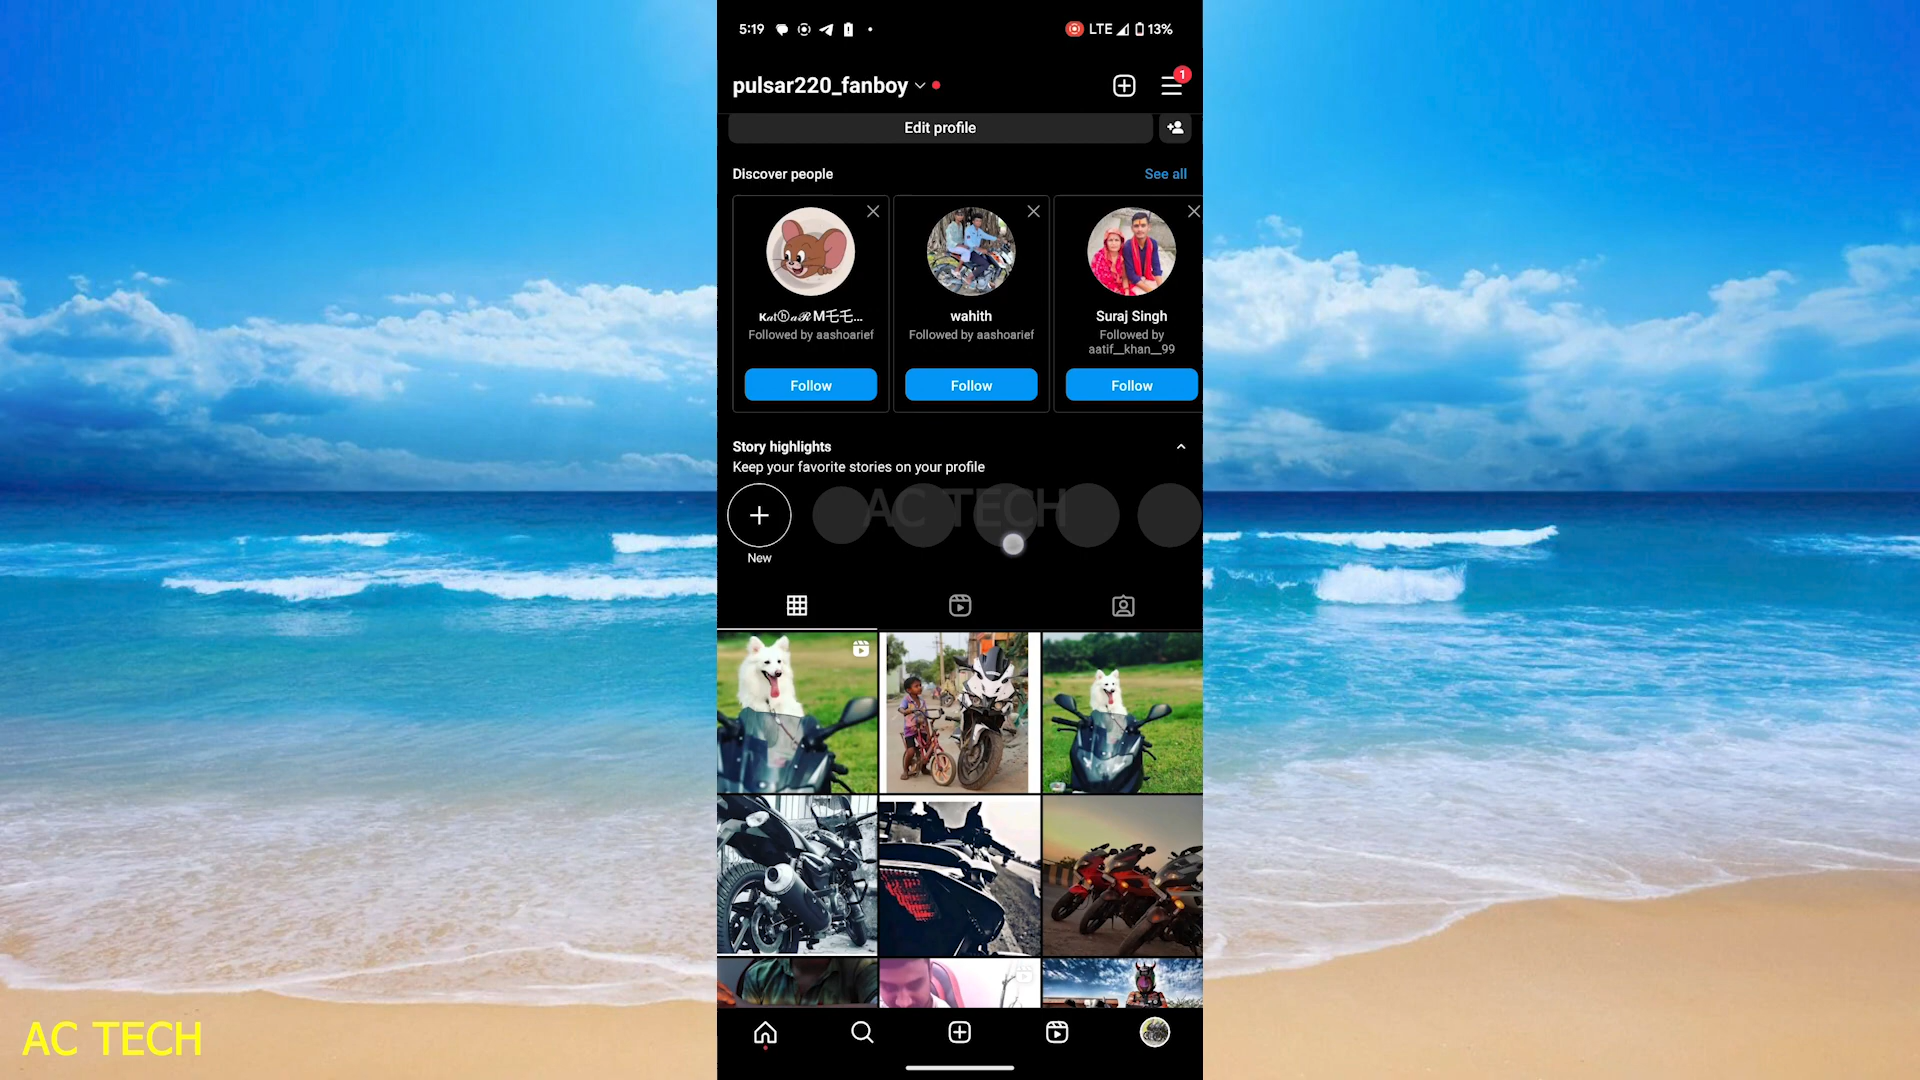 5:19
LTE 13%
pulsar220_fanboy
1
Edit profile
Discover people
See all
Followed by aashoarief
Follow
wahith
Followed by aashoarief
Follow
Suraj Singh
Followed by
aatif__khan__99
Follow
Story highlights
Keep your favorite stories on your profile
AC TECH
New
AC TECH